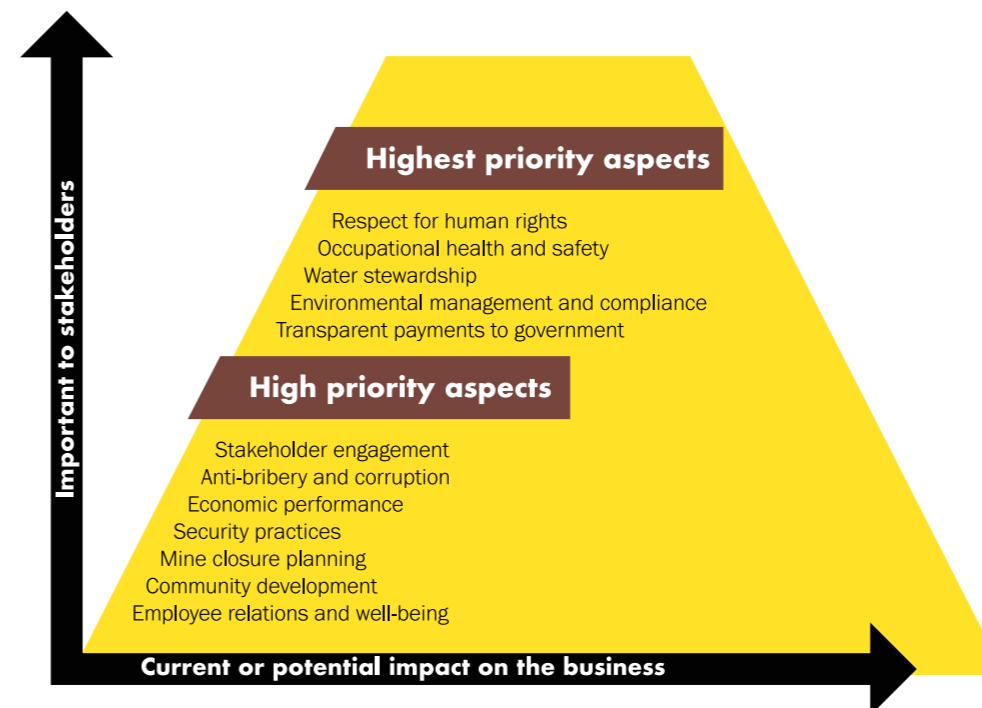 Important to stakeholders
Highest priority aspects
Respect for human rights
Occupational health and safety
Water stewardship
Environmental management and compliance
Transparent payments to government
High priority aspects
Stakeholder engagement
Anti-bribery and corruption
Economic performance
Security practices
Mine closure planning
Community development
Employee relations and well-being
Current or potential impact on the business